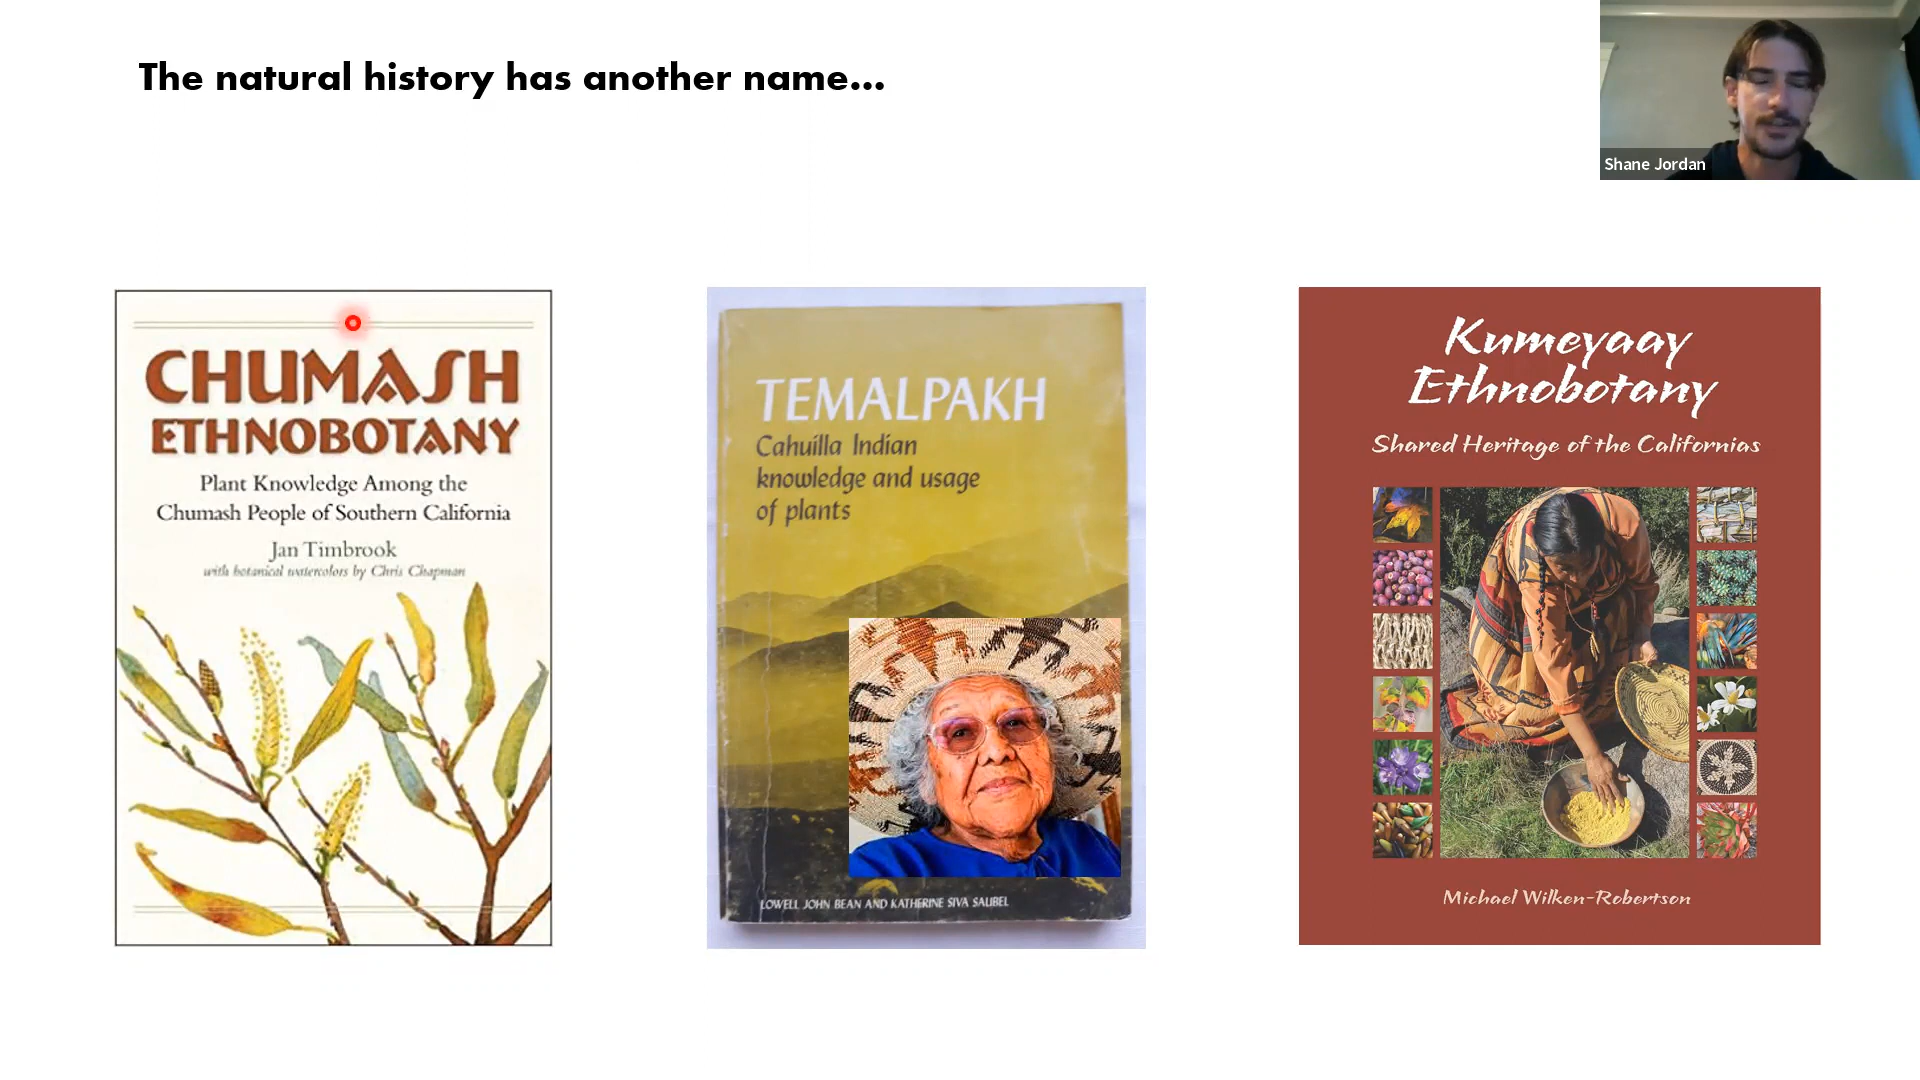 The natural history has another name...
Shane Jordan
CHUMASH
ETHNOBOTANY
Plant Knowledge Among the
Chumash People of Southern California
Jan Timbrook
with botanical watercolors by Chris Chapman
TEMALPAKH
Cahuilla Indian
knowledge and usage
of plants
LOWELL JOHN BEAN AND KATHERINE SIVA SAUBEL
Kumeyaay
Ethnobotany
Shared Heritage of the Californias
Michael Wilken-Robertson